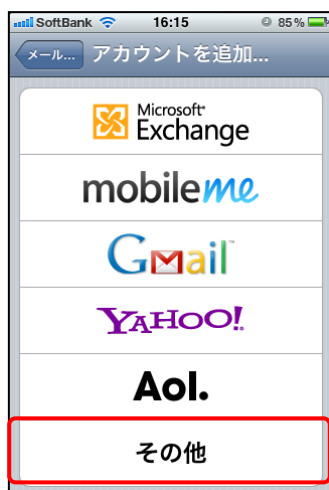 SoftBank 16:15 85%
メール... アカウントを追加...
Microsoft
Exchange
mobileme
Gmail
YAHOO!
Aol.
その他